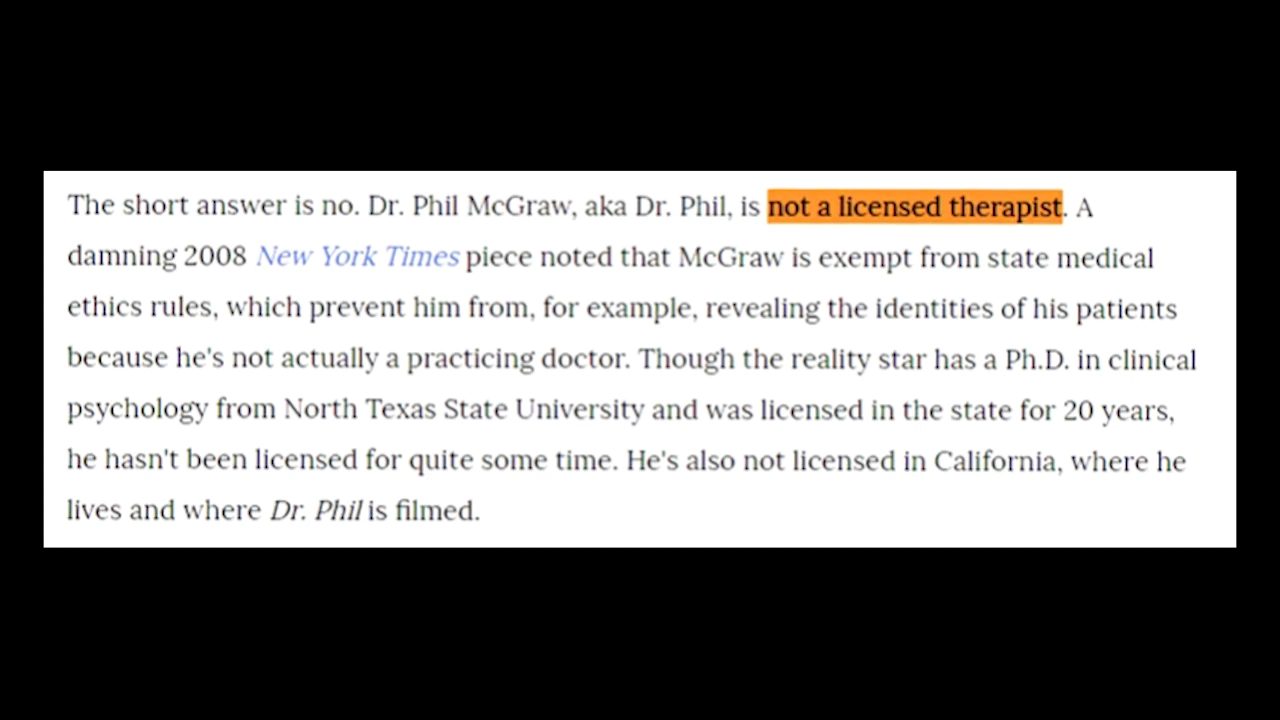 The short answer is no. Dr. Phil McGraw, aka Dr. Phil, is not a licensed therapist. A
damning 2008 New York Times piece noted that McGraw is exempt from state medical
ethics rules, which prevent him from, for example, revealing the identities of his patients
because he's not actually a practicing doctor. Though the reality star has a Ph.D. in clinical
psychology from North Texas State University and was licensed in the state for 20 years,
he hasn't been licensed for quite some time. He's also not licensed in California, where he
lives and where Dr. Phil is filmed.